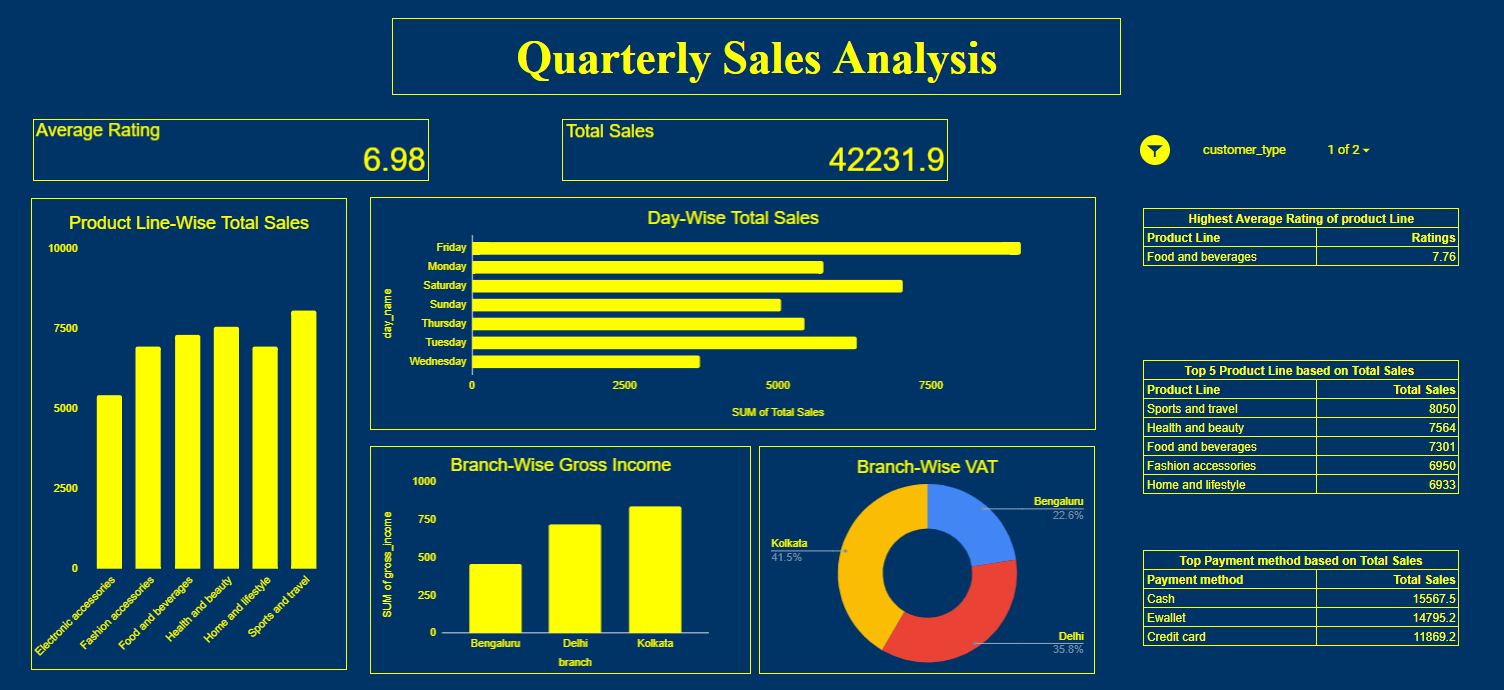 Quarterly Sales Analysis
Average Rating
6.98
Total Sales
42231.9
customer_type
1 of 2
Product Line-Wise Total Sales
10000
7500
5000
2500
0
Electronic accessories
Fashion accessories
Food and beverages
Health and beauty
Home and lifestyle
Sports and travel
Day-Wise Total Sales
day_name
Friday
Monday
Saturday
Sunday
Thursday
Tuesday
Wednesday
0 2500 5000 7500
SUM of Total Sales
Branch-Wise Gross Income
SUM of gross_income
1000
750
500
250
0
Bengaluru Delhi Kolkata
branch
Branch-Wise VAT
Bengaluru
22.6%
Kolkata
41.5%
Delhi
35.8%
Highest Average Rating of product Line
Product Line Ratings
Food and beverages 7.76
Top 5 Product Line based on Total Sales
Product Line Total Sales
Sports and travel 8050
Health and beauty 7564
Food and beverages 7301
Fashion accessories 6950
Home and lifestyle 6933
Top Payment method based on Total Sales
Payment method Total Sales
Cash 15567.5
Ewallet 14795.2
Credit card 11869.2